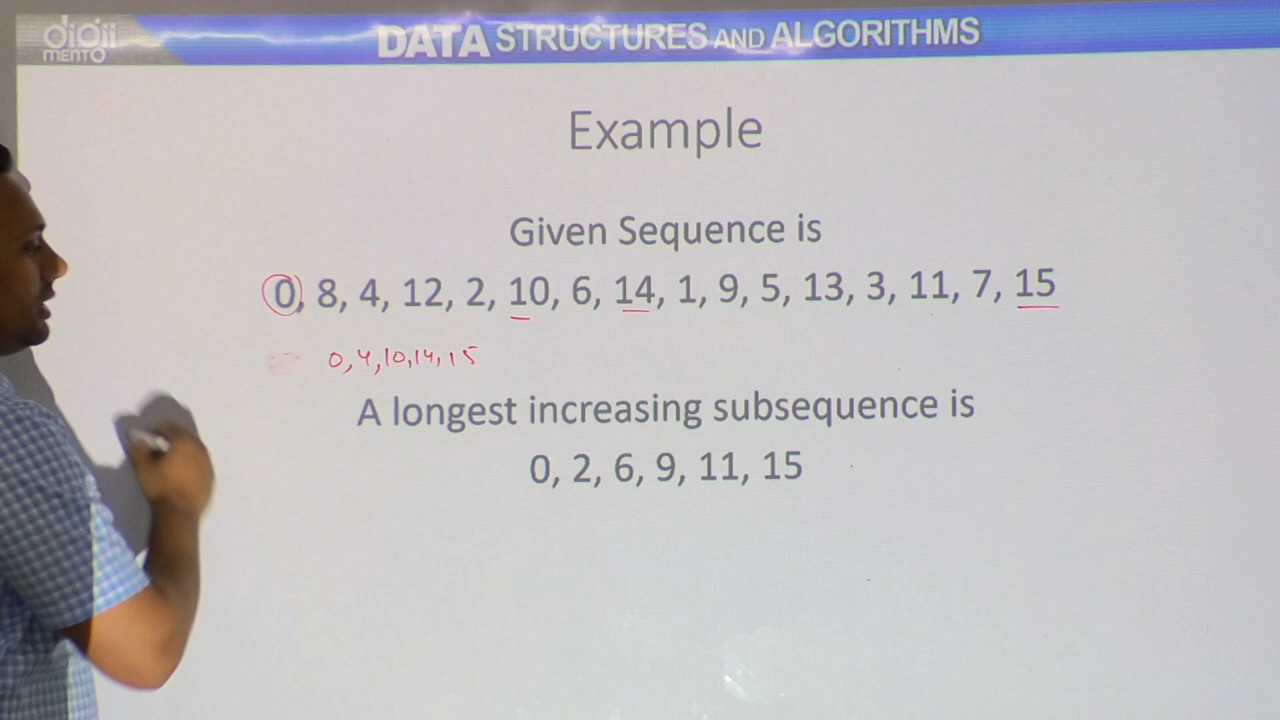 digii
MENTO
DATA STRUCTURES AND ALGORITHMS
Example
Given Sequence is
0, 8, 4, 12, 2, 10, 6, 14, 1, 9, 5, 13, 3, 11, 7, 15
0,4,10,14,15
A longest increasing subsequence is
0, 2, 6, 9, 11, 15